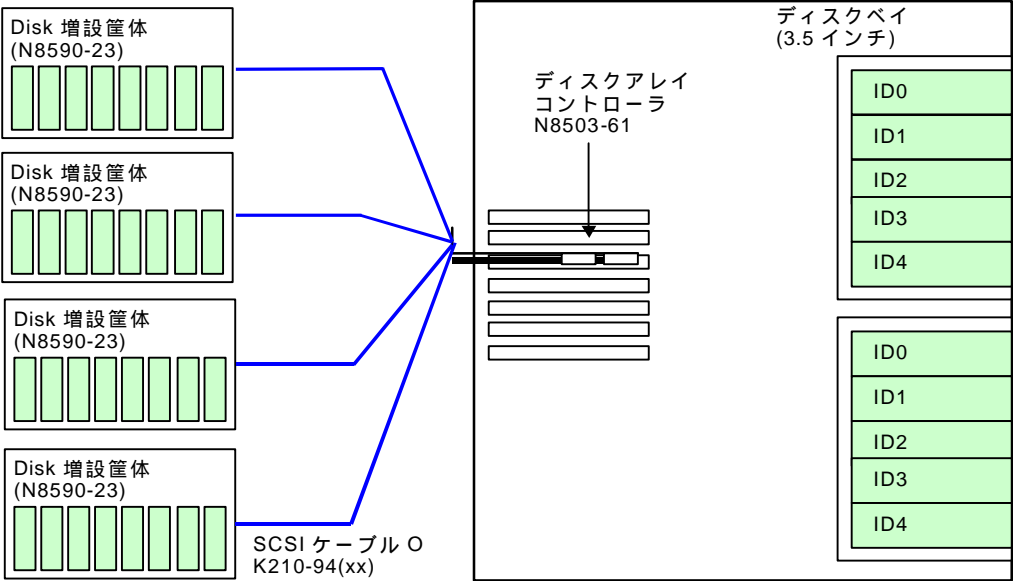 Disk 増設筐体
(N8590-23)
Disk 増設筐体
(N8590-23)
Disk 増設筐体
(N8590-23)
Disk 増設筐体
(N8590-23)
SCSI ケーブル O
K210-94(xx)
ディスクアレイ
コントローラ
N8503-61
ディスクベイ
(3.5 インチ)
ID0
ID1
ID2
ID3
ID4
ID0
ID1
ID2
ID3
ID4